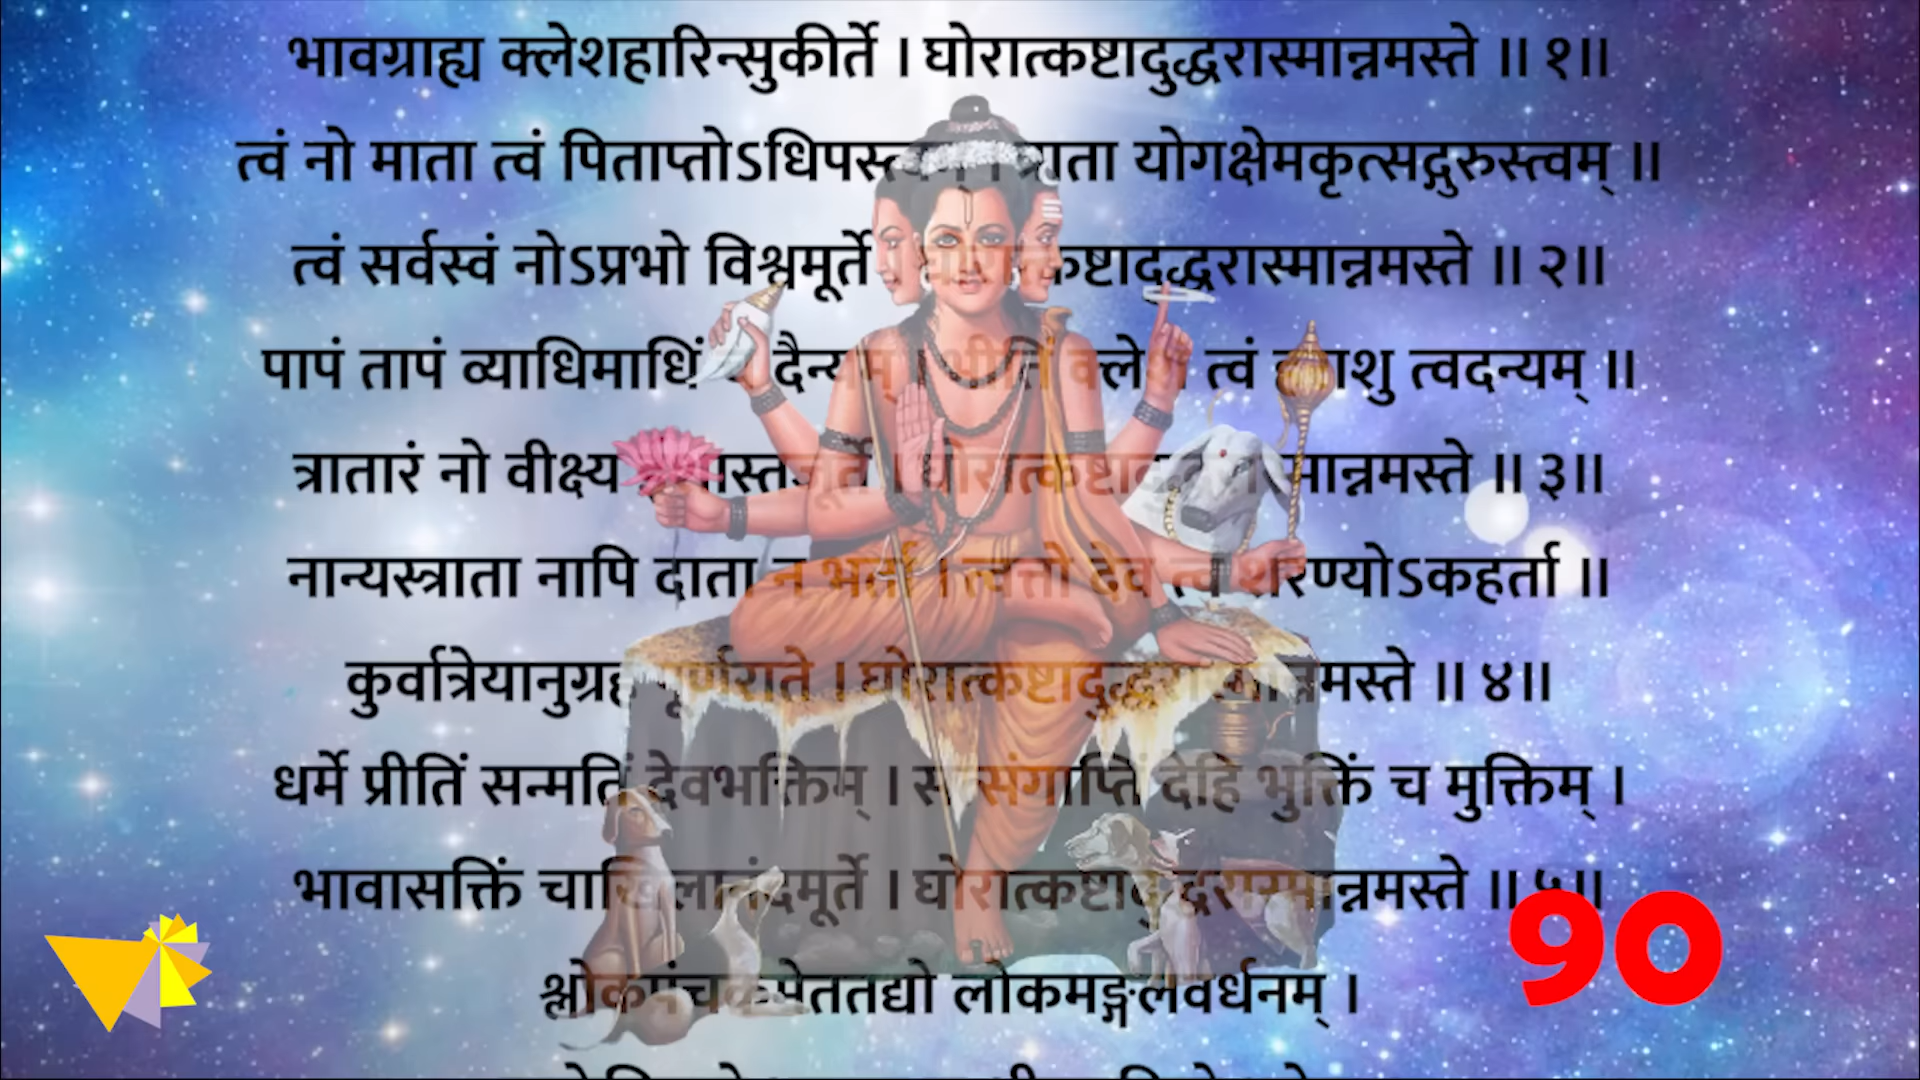 भावग्राह्य क्लेशहारिन्सुकीर्ते । घोरात्कष्टादुद्धरास्मान्नमस्ते ॥ १॥
त्वं नो माता त्वं पिताप्तोऽधिपस्त्वम् । त्राता योगक्षेमकृत्सद्गुरुस्त्वम् ॥
त्वं सर्वस्वं नोऽप्रभो विश्वमूर्ते । घोरात्कष्टादुद्धरास्मान्नमस्ते ॥ २॥
पापं तापं व्याधिमाधिं च दैन्यम् । भीतिं क्लेशं त्वं हराशु त्वदन्यम् ॥
त्रातारं नो वीक्ष्य ईशास्तजूर्ते । घोरात्कष्टादुद्धरास्मान्नमस्ते ॥ ३॥
नान्यस्त्राता नापि दाता न भर्ता । त्वत्तो देव त्वं शरण्योऽकहर्ता ॥
कुर्वात्रेयानुग्रहं पूर्णराते । घोरात्कष्टादुद्धरास्मान्नमस्ते ॥ ४॥
धर्मे प्रीतिं सन्मतिं देवभक्तिम् । सत्संगाप्तिं देहि भुक्तिं च मुक्तिम् ।
भावासक्तिं चाखिलानंदमूर्ते । घोरात्कष्टादुद्धरास्मान्नमस्ते ॥ ५॥
श्लोकपंचकमेततद्यो लोकमङ्गलवर्धनम् ।
90